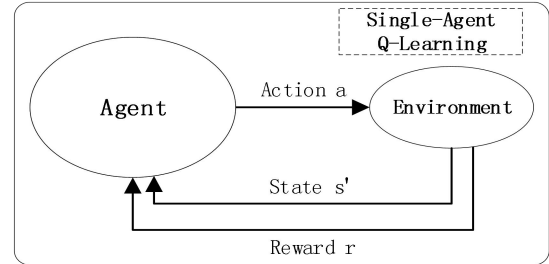 Single-Agent
Q-Learning
Action a
Agent
Environment
State s'
Reward r